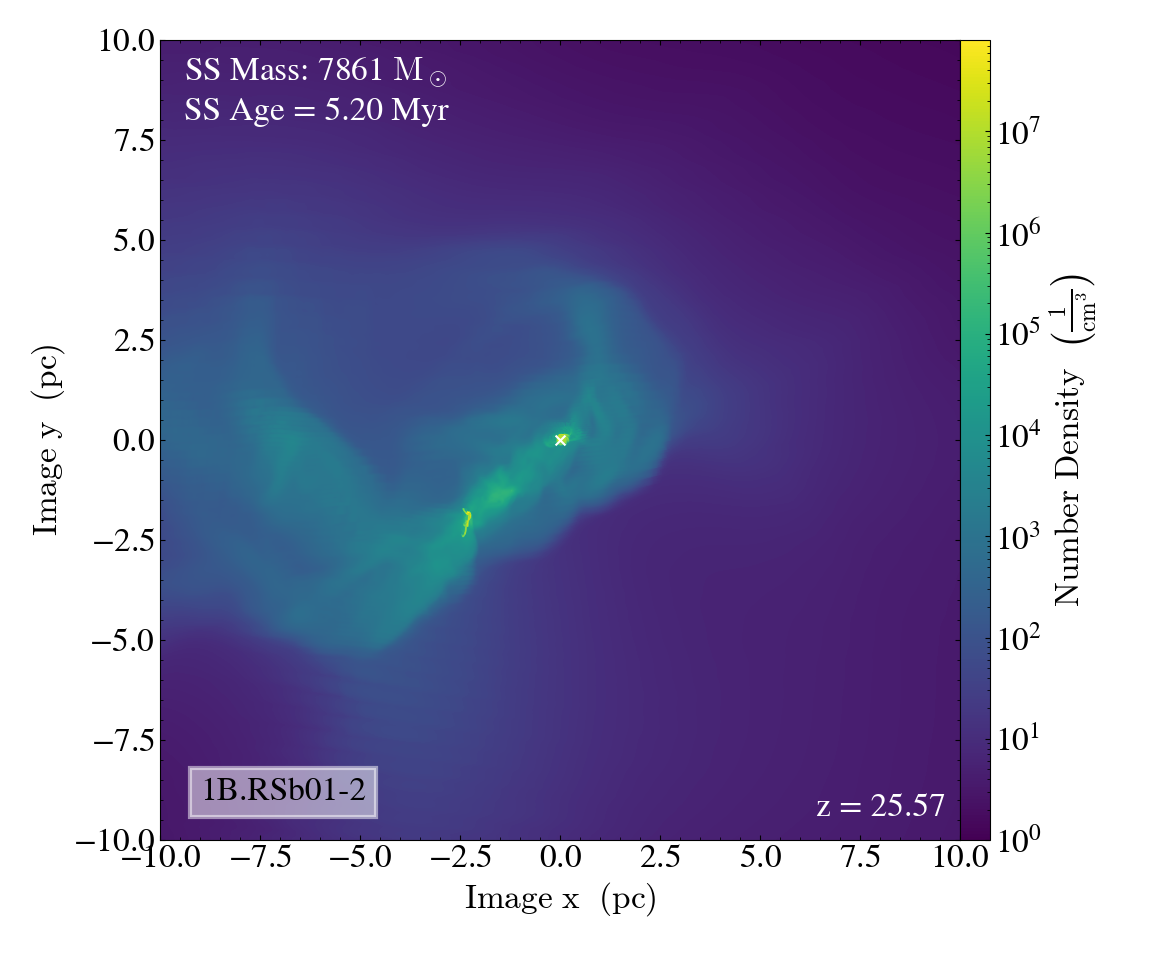 SS Mass: 7861 M⊙
SS Age = 5.20 Myr
1B.RSb01-2
z = 25.57
10.0
7.5
5.0
2.5
0.0
−2.5
−5.0
−7.5
−10.0
Image y (pc)
−10.0 −7.5 −5.0 −2.5 0.0 2.5 5.0 7.5 10.0
Image x (pc)
10⁷
10⁶
10⁵
10⁴
10³
10²
10¹
10⁰
Number Density (1/cm³)